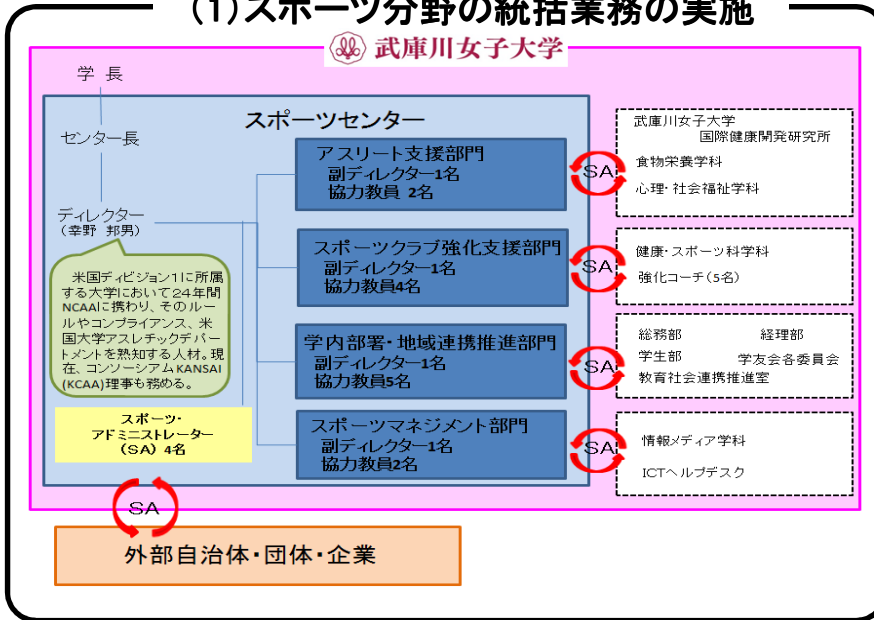 (1)スポーツ分野の統括業務の実施
武庫川女子大学
学 長
センター長
ディレクター
(幸野 邦男)
米国ディビジョン1に所属
する大学において24年間
NCAAに携わり、そのルー
ルやコンプライアンス、米
国大学アスレチックデパー
トメントを熟知する人材。現
在、コンソーシアムKANSAI
(KCAA)理事も務める。
スポーツ・
アドミニストレーター
(SA) 4名
スポーツセンター
アスリート支援部門
副ディレクター1名
協力教員 2名
スポーツクラブ強化支援部門
副ディレクター1名
協力教員4名
学内部署・地域連携推進部門
副ディレクター1名
協力教員5名
スポーツマネジメント部門
副ディレクター1名
協力教員2名
SA
武庫川女子大学
国際健康開発研究所
食物栄養学科
心理・社会福祉学科
SA
健康・スポーツ科学科
強化コーチ(5名)
SA
総務部 経理部
学生部 学友会各委員会
教育社会連携推進室
SA
情報メディア学科
ICTヘルプデスク
SA
外部自治体・団体・企業